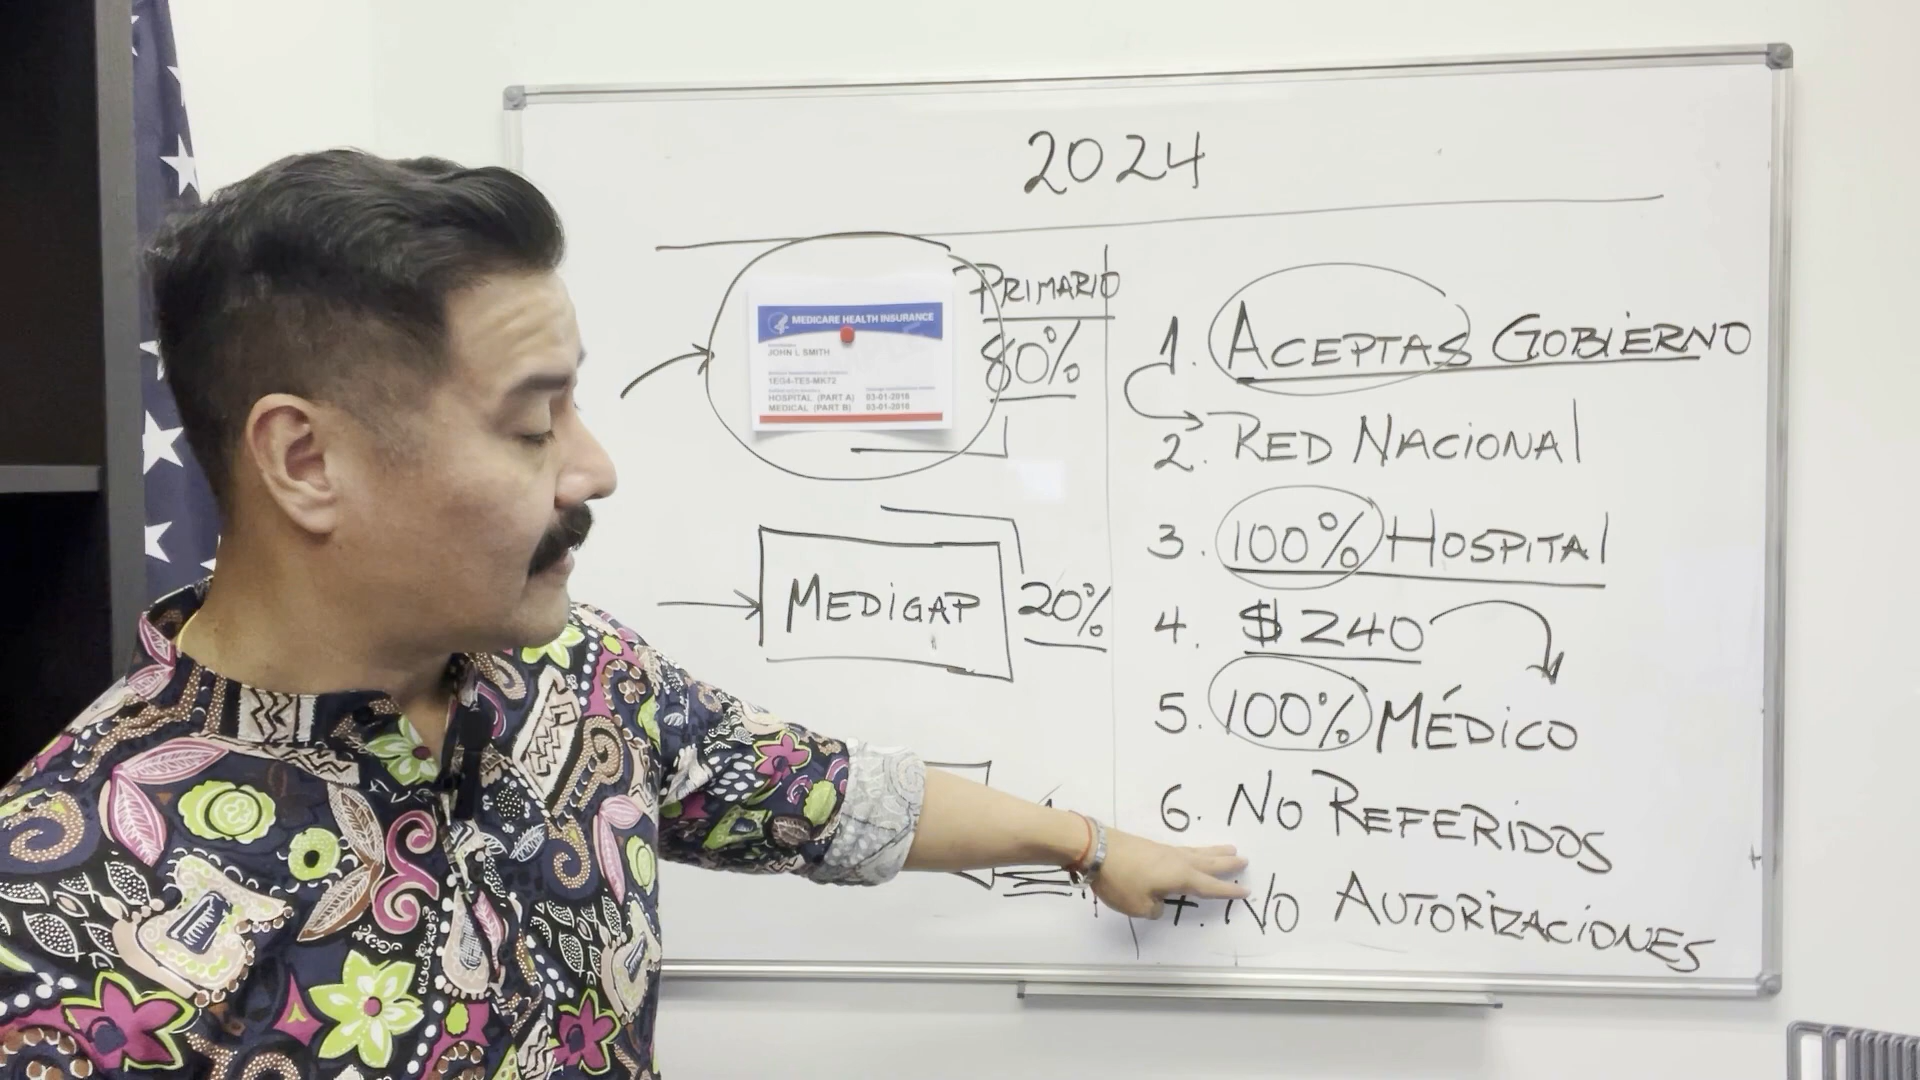 2024
PRIMARIO
80%
MEDICARE HEALTH INSURANCE
JOHN L SMITH
1EG4-TE5-MK72
HOSPITAL (PART A) 03-01-2016
MEDICAL (PART B) 03-01-2016
MEDIGAP
20%
1. ACEPTAS GOBIERNO
2. RED NACIONAL
3. 100% HOSPITAL
4. $240
5. 100% MÉDICO
6. NO REFERIDOS
7. NO AUTORIZACIONES